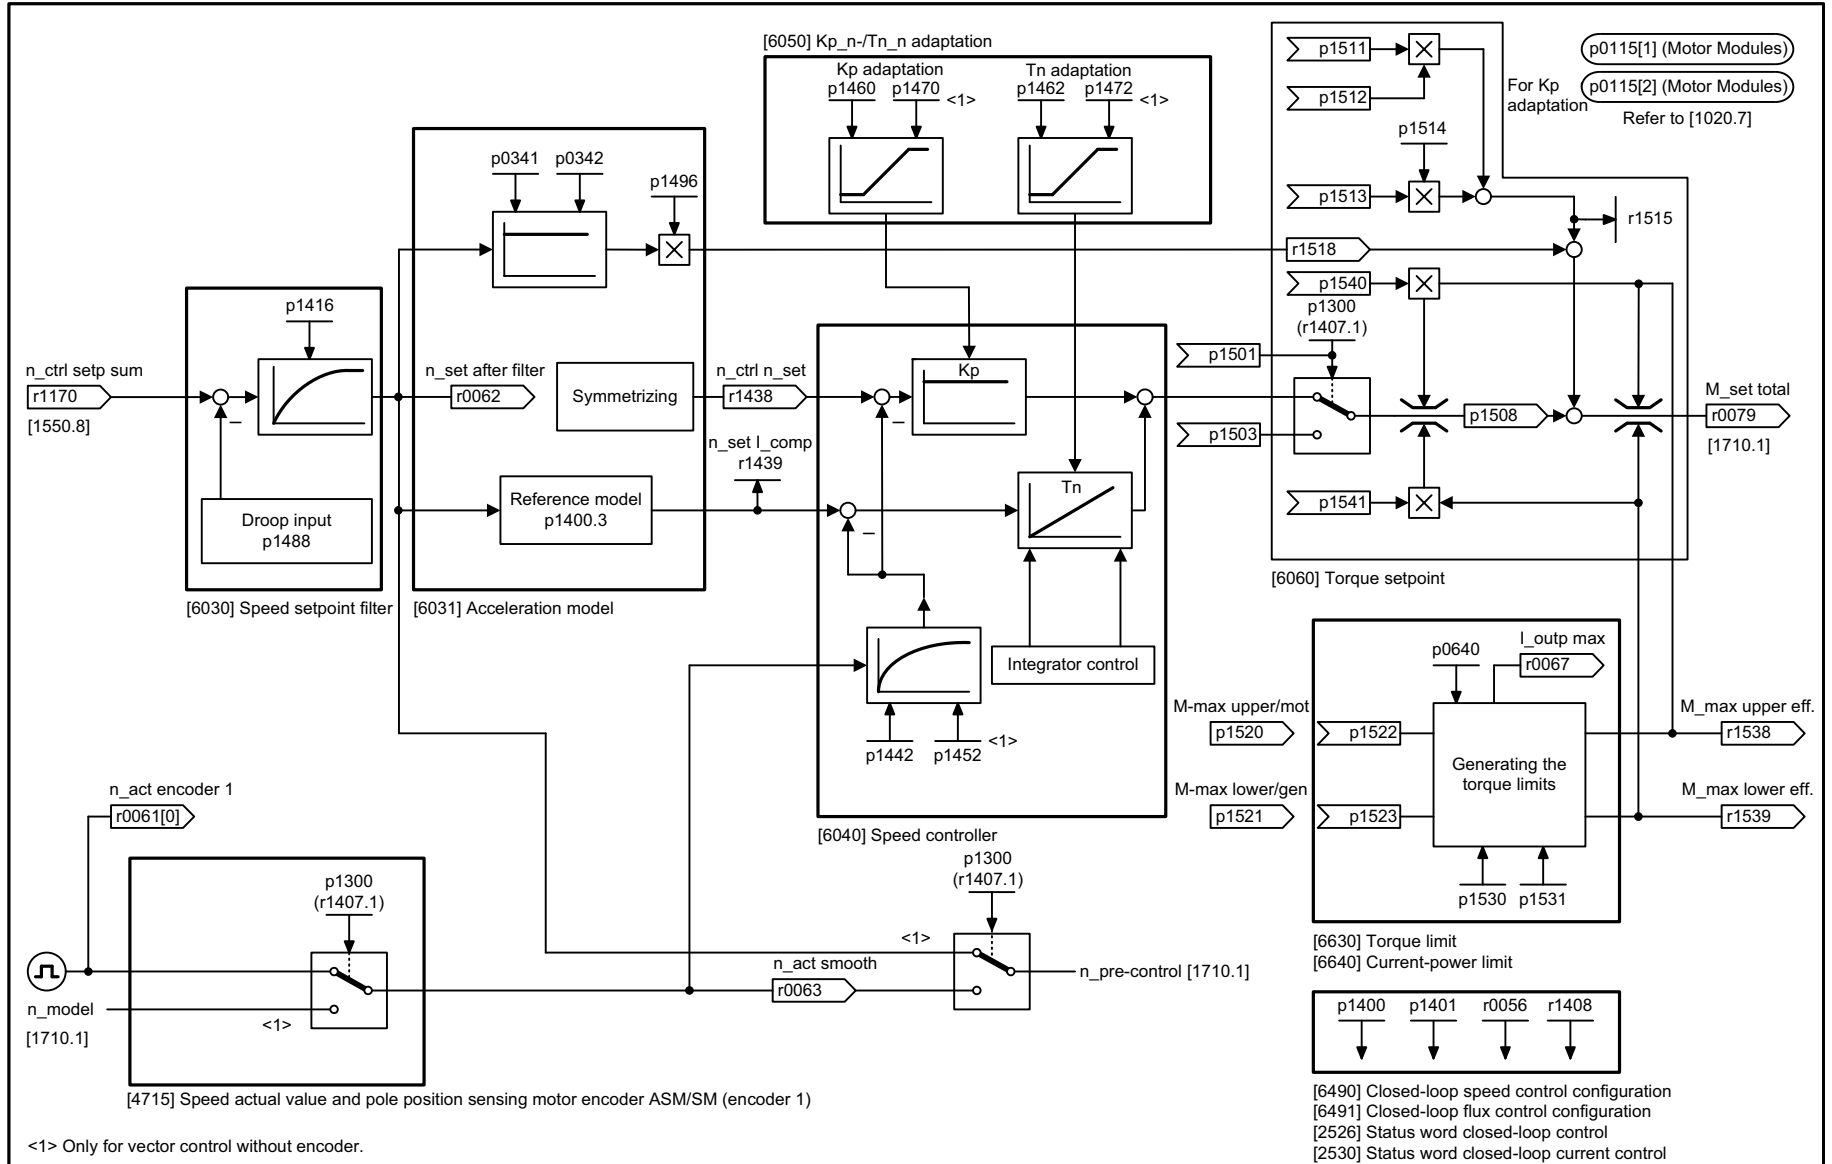 [6050] Kp_n-/Tn_n adaptation
Kp adaptation
Tn adaptation
p1460
p1470
<1>
p1462
p1472
<1>
p1511
p1512
For Kp
adaptation
p0115[1] (Motor Modules)
p0115[2] (Motor Modules)
Refer to [1020.7]
p1514
p1513
r1515
p0341
p0342
p1496
r1518
p1540
p1300
(r1407.1)
p1501
p1503
p1508
M_set total
r0079
[1710.1]
p1541
[6060] Torque setpoint
n_ctrl setp sum
r1170
[1550.8]
p1416
–
Droop input
p1488
[6030] Speed setpoint filter
n_set after filter
r0062
Symmetrizing
n_ctrl n_set
r1438
n_set I_comp
r1439
Reference model
p1400.3
[6031] Acceleration model
Kp
–
Tn
–
Integrator control
p1442
p1452
<1>
[6040] Speed controller
M-max upper/mot
p1520
M-max lower/gen
p1521
p0640
I_outp max
r0067
p1522
p1523
Generating the
torque limits
p1530
p1531
M_max upper eff.
r1538
M_max lower eff.
r1539
[6630] Torque limit
[6640] Current-power limit
n_act encoder 1
r0061[0]
p1300
(r1407.1)
n_model
[1710.1]
<1>
[4715] Speed actual value and pole position sensing motor encoder ASM/SM (encoder 1)
n_act smooth
r0063
p1300
(r1407.1)
<1>
n_pre-control [1710.1]
p1400
p1401
r0056
r1408
[6490] Closed-loop speed control configuration
[6491] Closed-loop flux control configuration
[2526] Status word closed-loop control
[2530] Status word closed-loop current control
<1> Only for vector control without encoder.